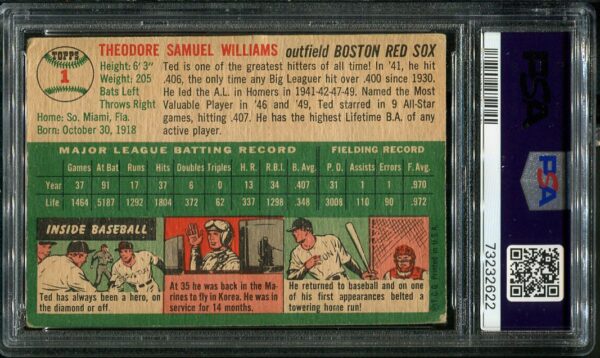 TOPPS
1
THEODORE SAMUEL WILLIAMS outfield BOSTON RED SOX
Height: 6'3"
Weight: 205
Bats Left
Throws Right
Home: So. Miami, Fla.
Born: October 30, 1918
Ted is one of the greatest hitters of all time! In '41, he hit
.406, the only time any Big Leaguer hit over .400 since 1930.
He led the A.L. in Homers in 1941-42-47-49. Named the Most
Valuable Player in '46 and '49, Ted starred in 9 All-Star
games, hitting .407. He has the highest Lifetime B.A. of any
active player.
MAJOR LEAGUE BATTING RECORD FIELDING RECORD
Games At Bat Runs Hits Doubles Triples H.R. R.B.I. B. Avg. P.O. Assists Errors F. Avg.
Year 37 91 17 37 6 0 13 34 .407 31 1 1 .970
Life 1464 5187 1292 1804 372 62 337 1298 .348 3008 110 90 .972
INSIDE BASEBALL
Ted has always been a hero, on
the diamond or off.
At 35 he was back in the Ma-
rines to fly in Korea. He was in
service for 14 months.
He returned to baseball and on one
of his first appearances belted a
towering home run!
PSA
PSA
73232622